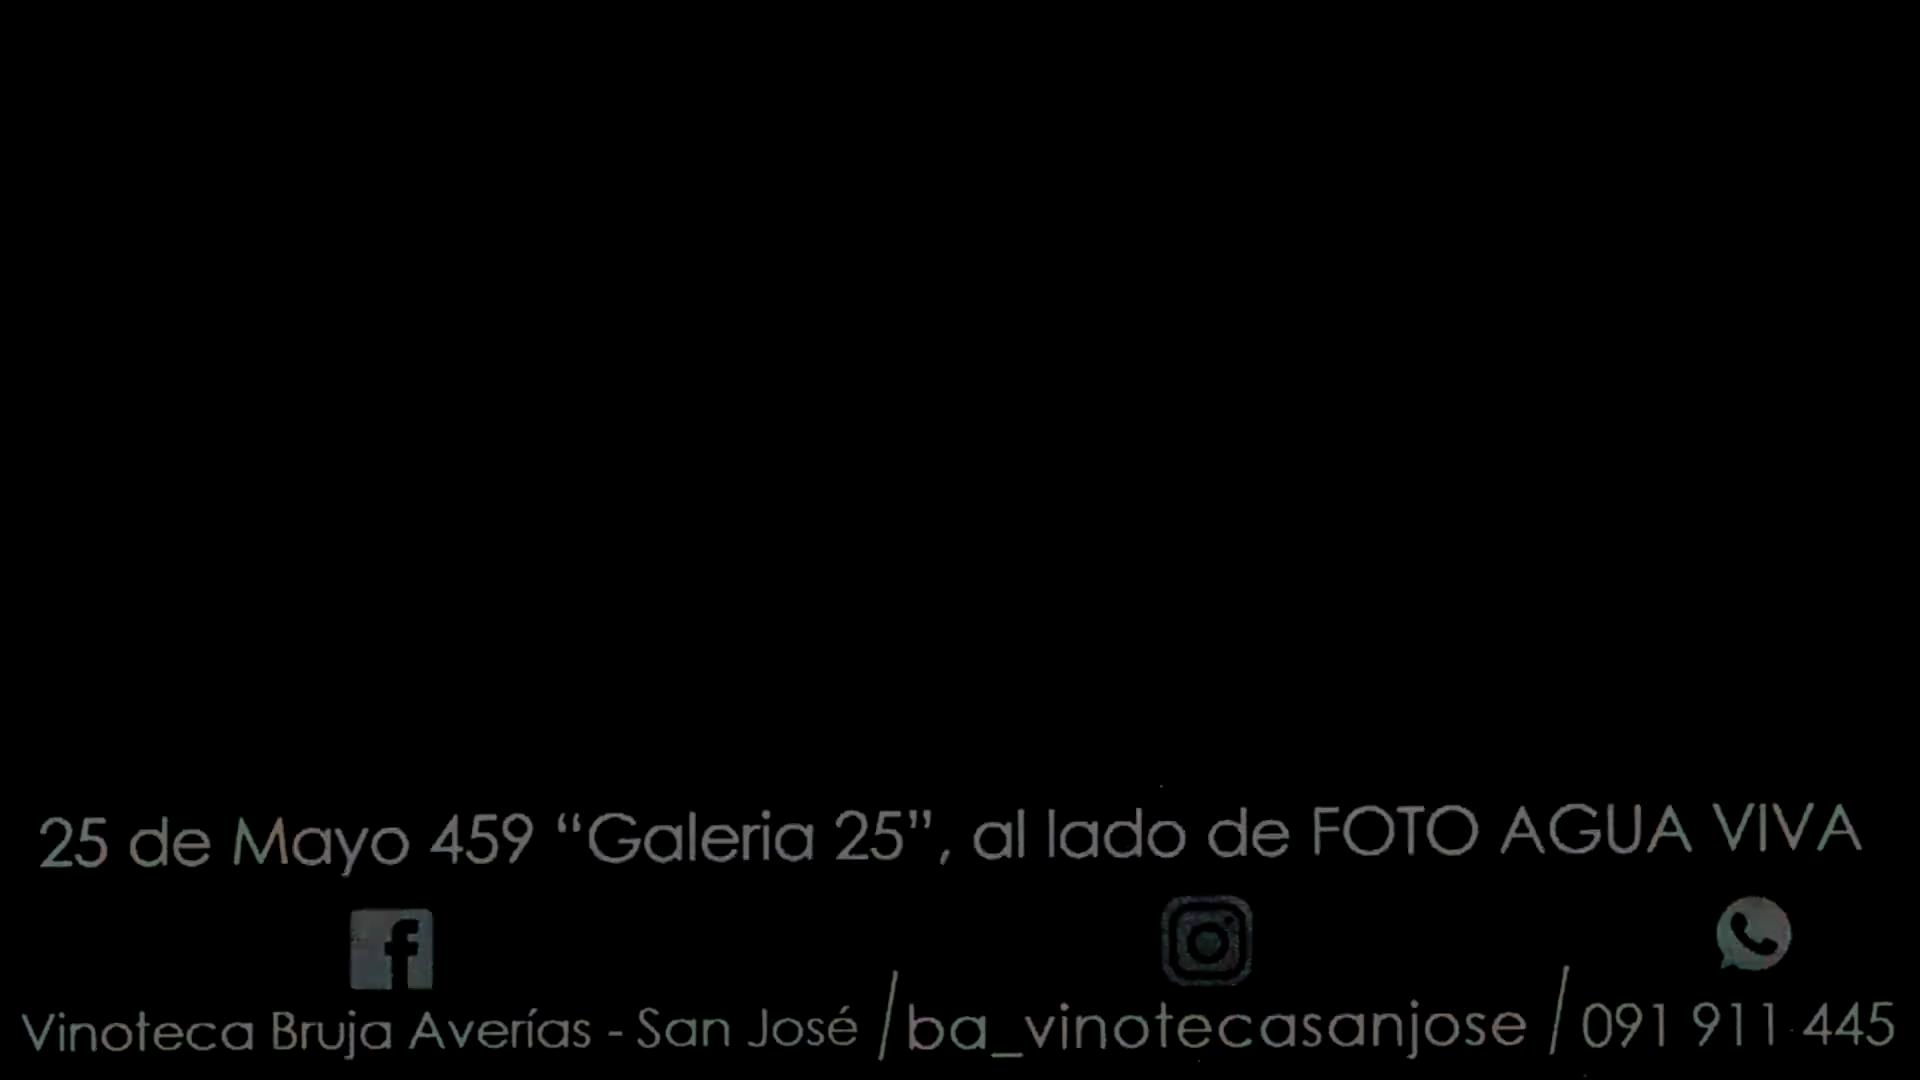 25 de Mayo 459 “Galeria 25”, al lado de FOTO AGUA VIVA
Vinoteca Bruja Averías - San José / ba_vinotecasanjose / 091 911 445